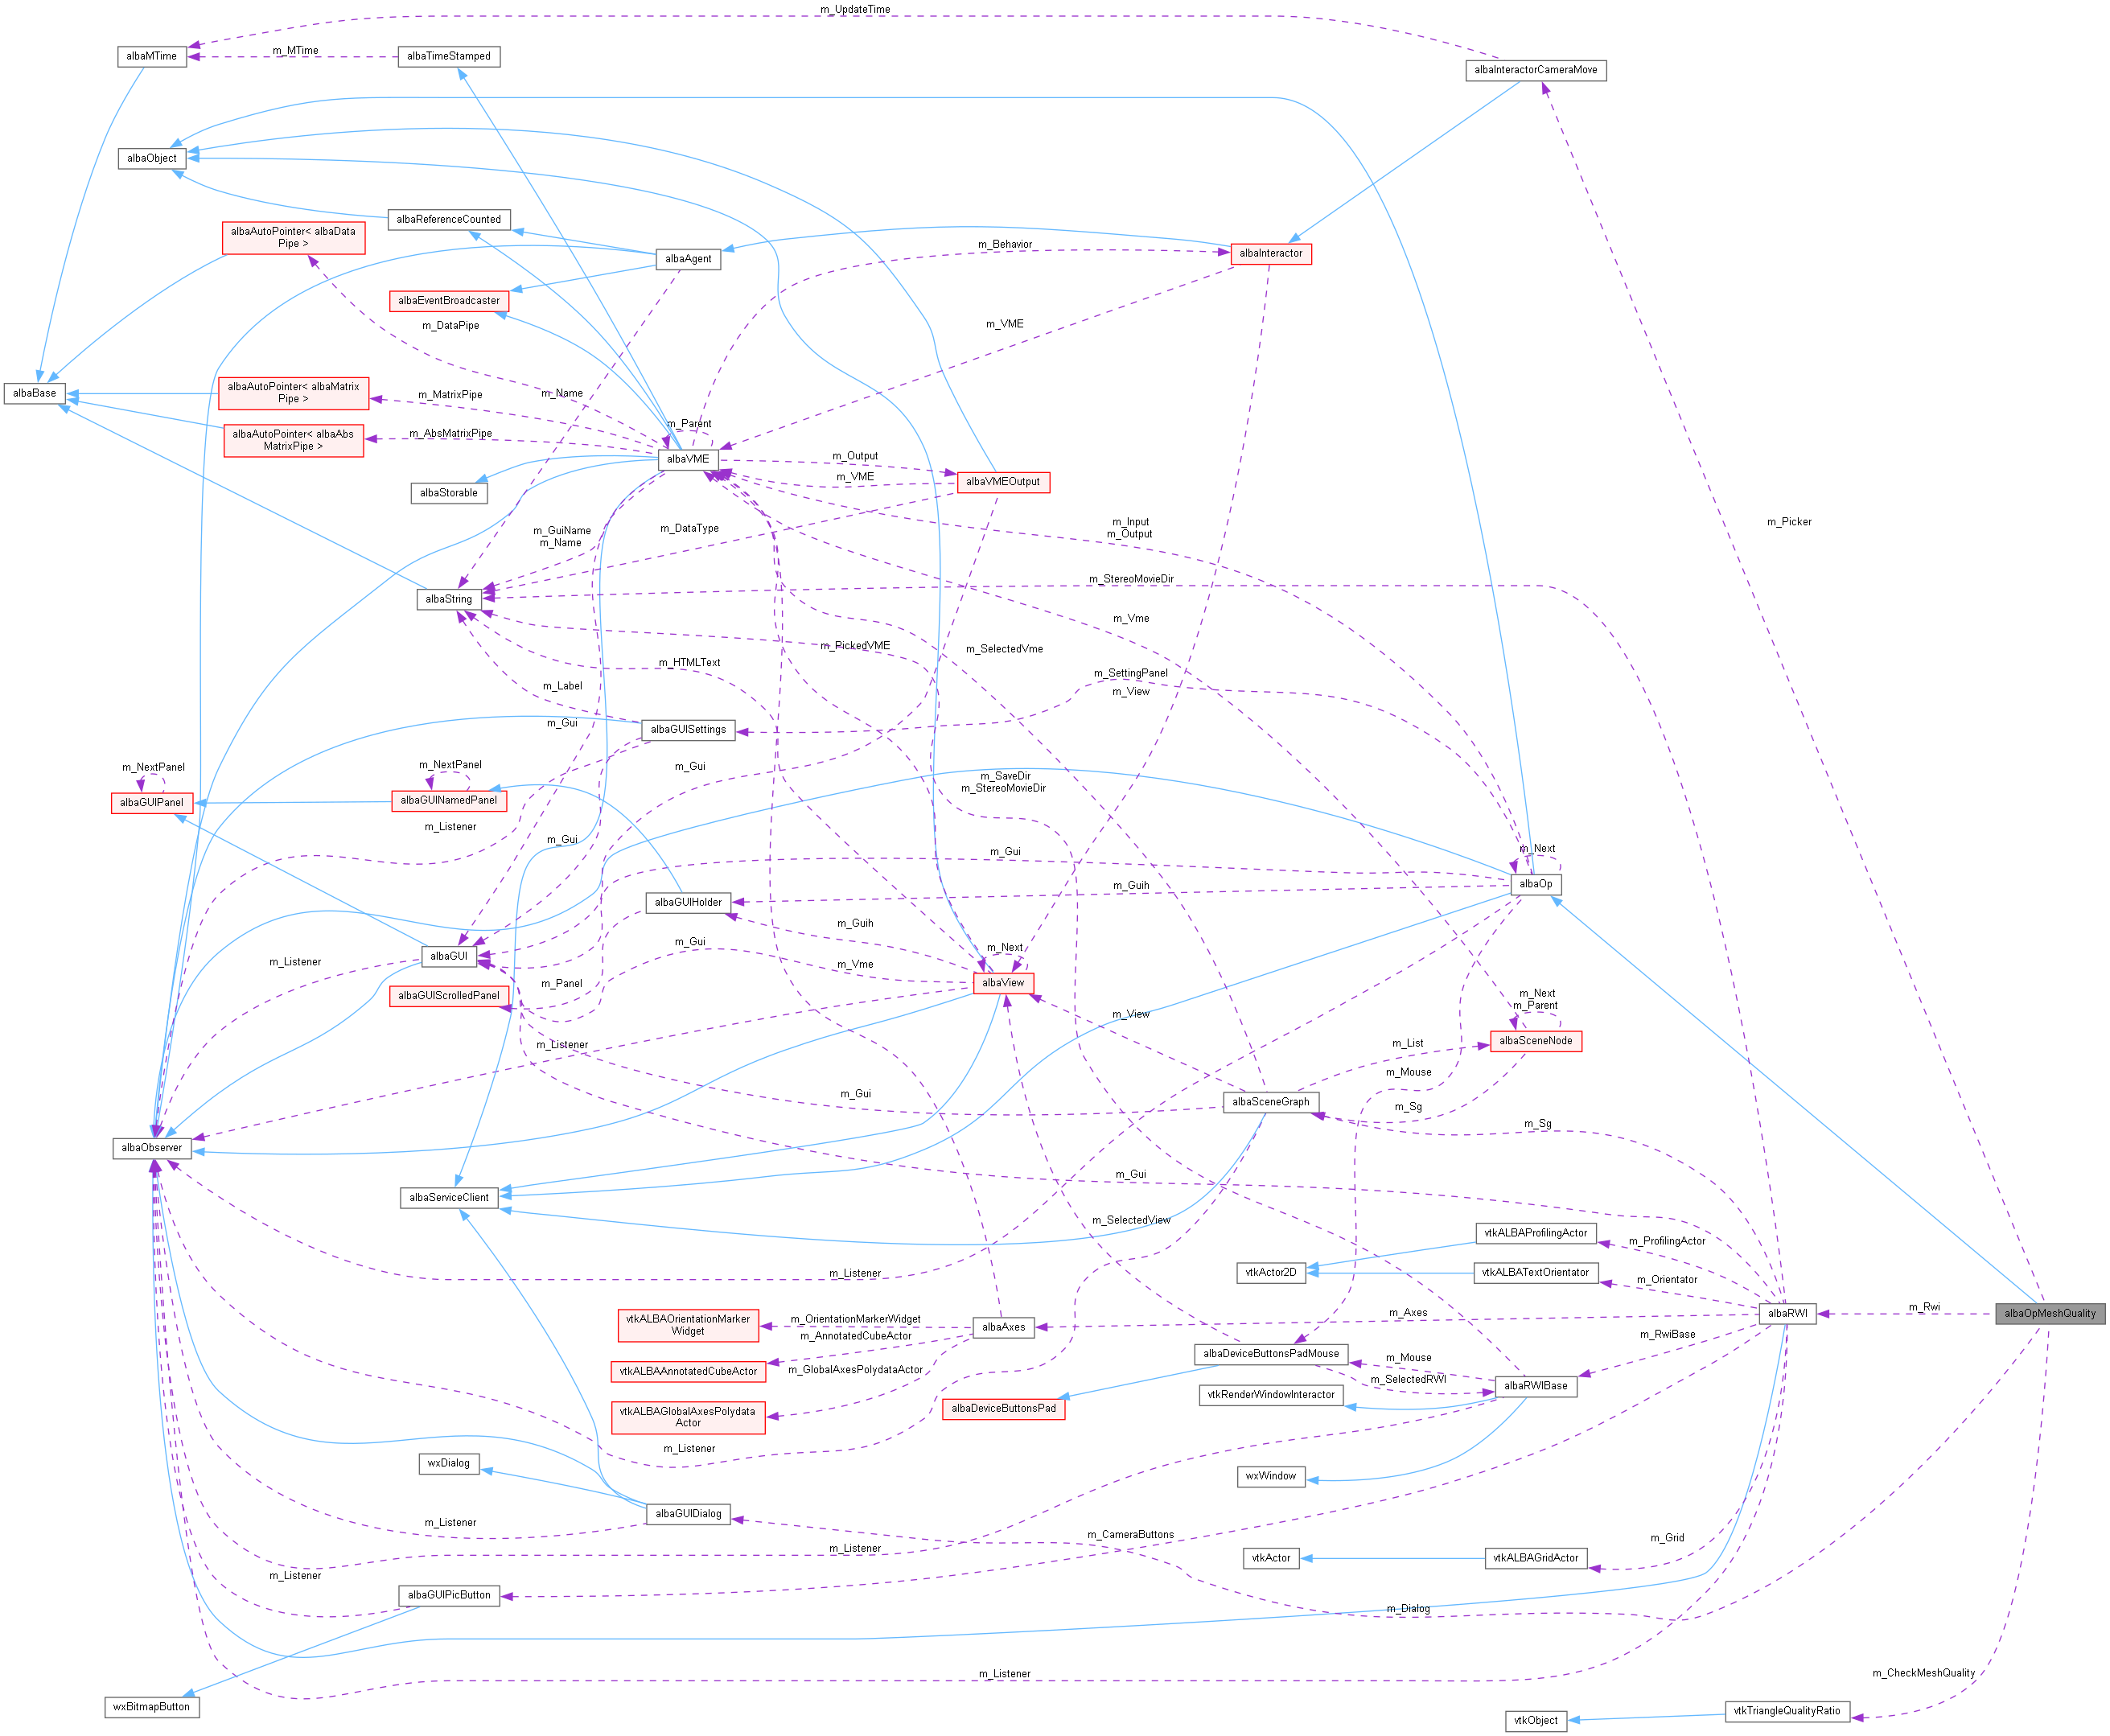 m_UpdateTime
m_MTime
albaMTime
albaTimeStamped
albaInteractorCameraMove
albaObject
albaReferenceCounted
albaAutoPointer< albaData
Pipe >
m_Behavior
albaInteractor
albaAgent
albaEventBroadcaster
m_DataPipe
m_VME
m_Picker
albaBase
albaAutoPointer< albaMatrix
Pipe >
m_MatrixPipe
m_Name
albaAutoPointer< albaAbs
MatrixPipe >
m_AbsMatrixPipe
m_Parent
albaVME
m_Output
m_VME
albaVMEOutput
albaStorable
m_GuiName
m_Name
m_DataType
m_Input
m_Output
albaString
m_StereoMovieDir
m_Vme
m_HTMLText
m_PickedVME
m_SelectedVme
m_SettingPanel
m_View
m_Label
m_Gui
albaGUISettings
m_NextPanel
albaGUIPanel
m_NextPanel
albaGUINamedPanel
m_Gui
m_SaveDir
m_StereoMovieDir
m_Listener
m_Gui
m_Gui
m_Next
albaOp
m_Guih
albaGUIHolder
m_Guih
albaGUI
m_Listener
m_Gui
m_Vme
m_Next
albaView
m_Panel
albaGUIScrolledPanel
m_Next
m_Parent
albaSceneNode
m_View
m_List
m_Listener
m_Mouse
m_Gui
albaSceneGraph
m_Sg
m_Sg
albaObserver
albaServiceClient
m_Gui
m_SelectedView
vtkALBAProfilingActor
m_ProfilingActor
m_Listener
vtkActor2D
vtkALBATextOrientator
m_Orientator
m_Axes
albaRWI
m_Rwi
albaOpMeshQuality
vtkALBAOrientationMarker
Widget
m_OrientationMarkerWidget
m_AnnotatedCubeActor
albaAxes
m_RwiBase
vtkALBAAnnotatedCubeActor
m_GlobalAxesPolydataActor
albaDeviceButtonsPadMouse
m_Mouse
m_SelectedRWI
albaRWIBase
vtkRenderWindowInteractor
albaDeviceButtonsPad
vtkALBAGlobalAxesPolydata
Actor
m_Listener
wxDialog
wxWindow
albaGUIDialog
m_Listener
m_CameraButtons
m_Listener
m_Grid
vtkActor
vtkALBAGridActor
m_Listener
albaGUIPicButton
m_Dialog
m_Listener
m_CheckMeshQuality
wxBitmapButton
vtkObject
vtkTriangleQualityRatio